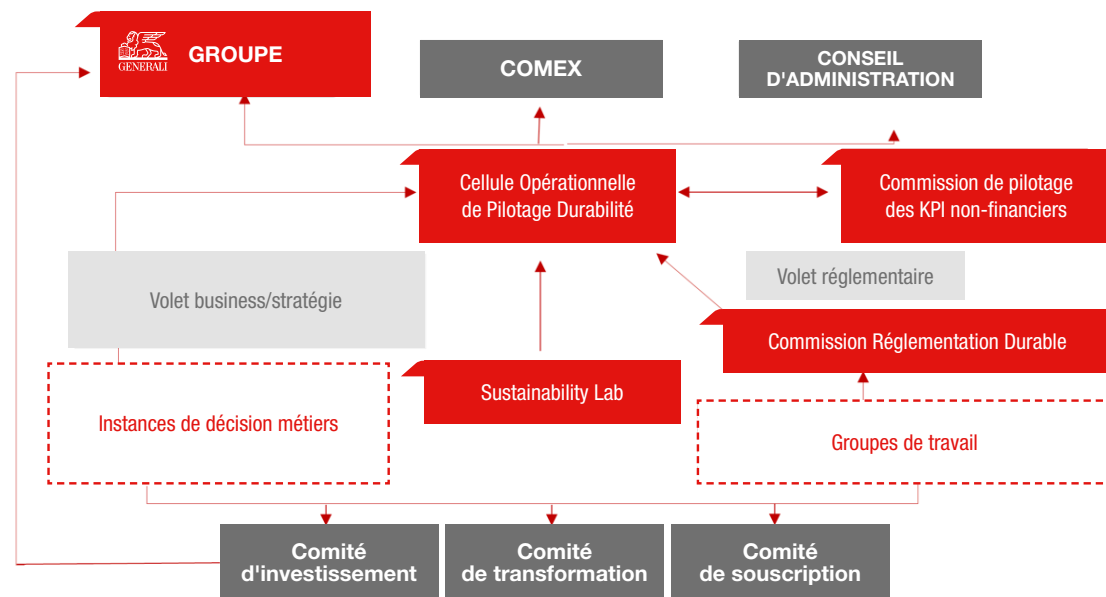 GENERALI
GROUPE
COMEX
CONSEIL
D'ADMINISTRATION
Cellule Opérationnelle
de Pilotage Durabilité
Commission de pilotage
des KPI non-financiers
Volet business/stratégie
Volet réglementaire
Commission Réglementation Durable
Sustainability Lab
Instances de décision métiers
Groupes de travail
Comité
d'investissement
Comité
de transformation
Comité
de souscription